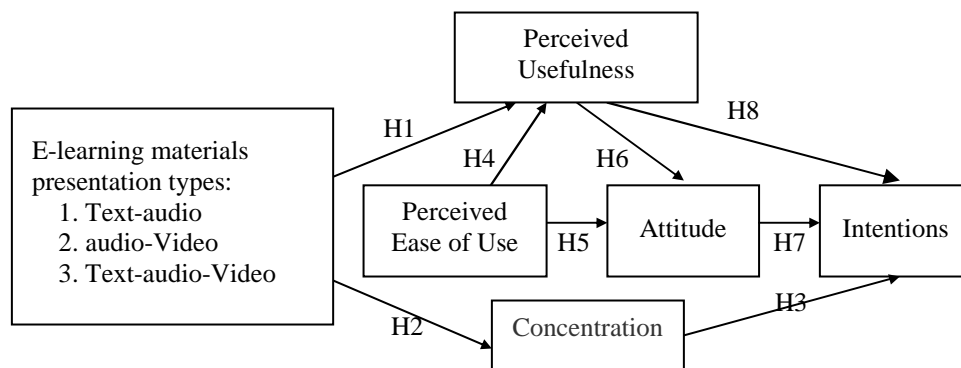 Perceived
Usefulness
H1
H8
E-learning materials
presentation types:
1. Text-audio
2. audio-Video
3. Text-audio-Video
H4
H6
Perceived
Ease of Use
H5
Attitude
H7
Intentions
H2
Concentration
H3